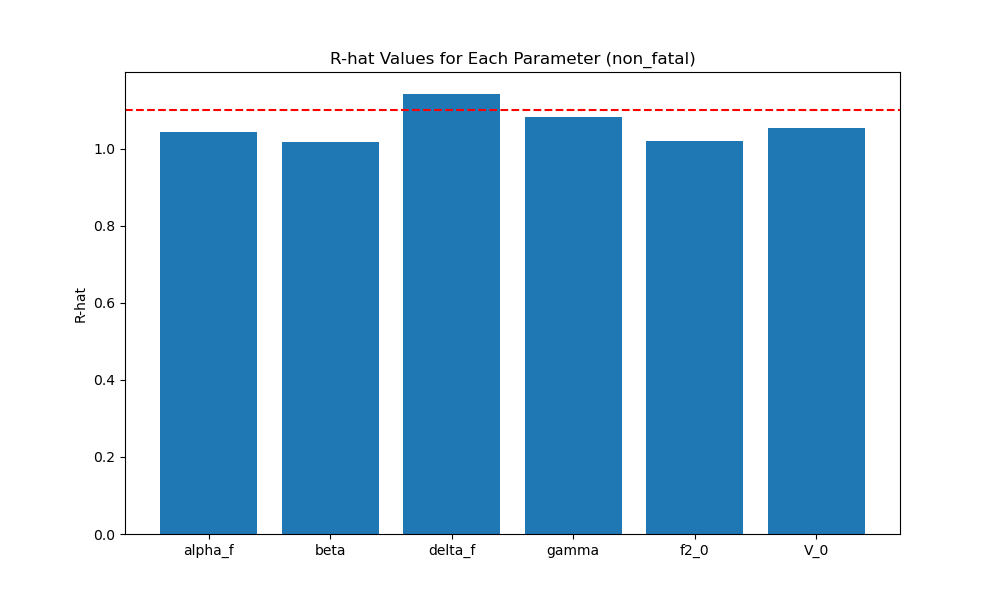 R-hat Values for Each Parameter (non_fatal)
R-hat
1.0
0.8
0.6
0.4
0.2
0.0
alpha_f
beta
delta_f
gamma
f2_0
V_0